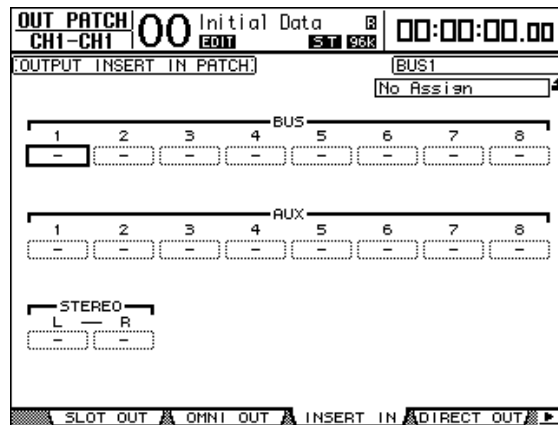 OUT PATCH
CH1-CH1
00 Initial Data R
EDIT ST 96k
00:00:00.00
OUTPUT INSERT IN PATCH
BUS1
No Assign
BUS
1 2 3 4 5 6 7 8
- - - - - - - -
AUX
1 2 3 4 5 6 7 8
- - - - - - - -
STEREO
L — R
- -
SLOT OUT OMNI OUT INSERT IN DIRECT OUT